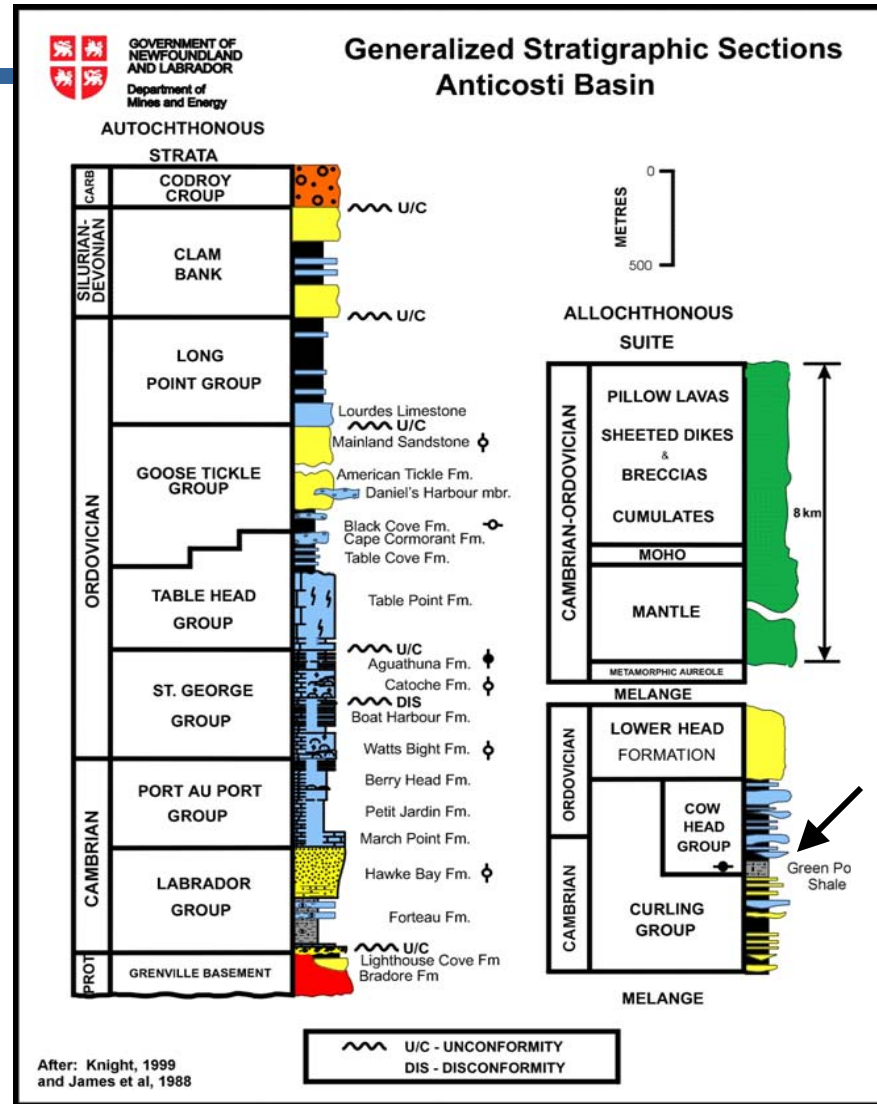 GOVERNMENT OF
NEWFOUNDLAND
AND LABRADOR
Department of
Mines and Energy
Generalized Stratigraphic Sections
Anticosti Basin
AUTOCHTHONOUS
STRATA
CARB
CODROY
CROUP
U/C
SILURIAN-
DEVONIAN
CLAM
BANK
U/C
ORDOVICIAN
LONG
POINT GROUP
Lourdes Limestone
U/C
Mainland Sandstone
GOOSE TICKLE
GROUP
American Tickle Fm.
Daniel's Harbour mbr.
Black Cove Fm.
Cape Cormorant Fm.
Table Cove Fm.
TABLE HEAD
GROUP
Table Point Fm.
U/C
Aguathuna Fm.
ST. GEORGE
GROUP
Catoche Fm.
DIS
Boat Harbour Fm.
Watts Bight Fm.
CAMBRIAN
PORT AU PORT
GROUP
Berry Head Fm.
Petit Jardin Fm.
March Point Fm.
LABRADOR
GROUP
Hawke Bay Fm.
Forteau Fm.
U/C
Lighthouse Cove Fm
Bradore Fm
PROT
GRENVILLE BASEMENT
0
METRES
500
ALLOCHTHONOUS
SUITE
CAMBRIAN-ORDOVICIAN
PILLOW LAVAS
SHEETED DIKES
&
BRECCIAS
CUMULATES
8 km
MOHO
MANTLE
METAMORPHIC AUREOLE
MELANGE
ORDOVICIAN
LOWER HEAD
FORMATION
COW
HEAD
GROUP
Green Po
Shale
CAMBRIAN
CURLING
GROUP
MELANGE
U/C - UNCONFORMITY
DIS - DISCONFORMITY
After: Knight, 1999
and James et al, 1988